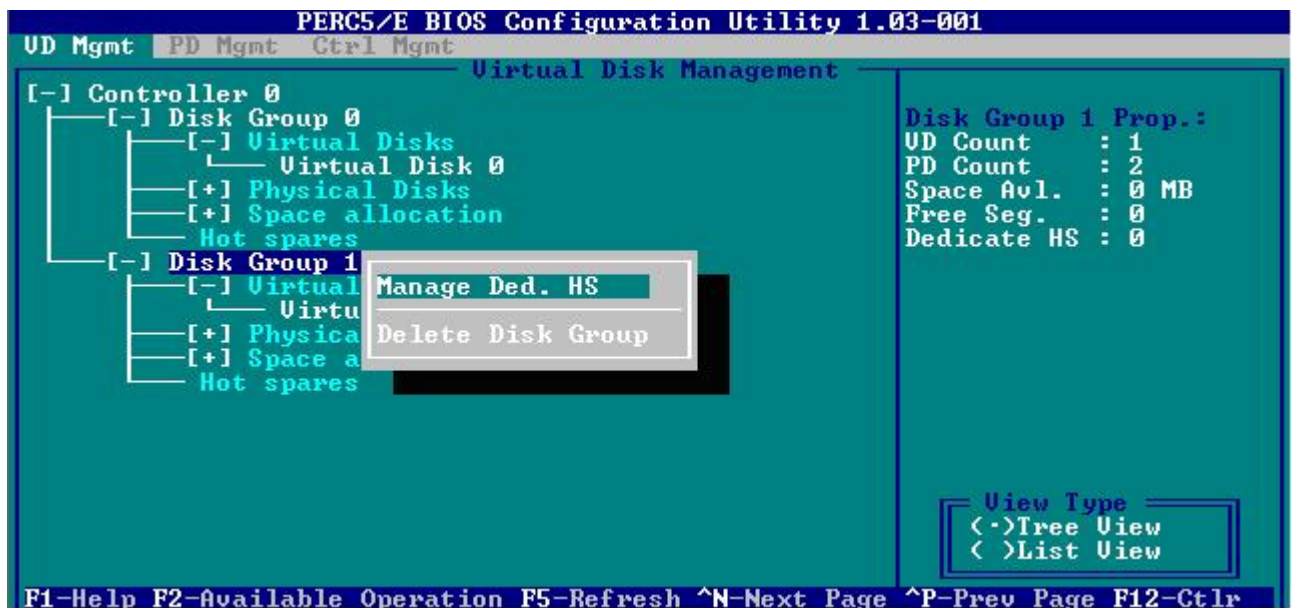 PERC5/E BIOS Configuration Utility 1.03-001
VD Mgmt PD Mgmt Ctrl Mgmt
Virtual Disk Management
[-] Controller 0
[-] Disk Group 0
[-] Virtual Disks
Virtual Disk 0
[+] Physical Disks
[+] Space allocation
Hot spares
[-] Disk Group 1
[-] Virtual
Virtu
[+] Physica
[+] Space a
Hot spares
Manage Ded. HS
Delete Disk Group
Disk Group 1 Prop.:
VD Count : 1
PD Count : 2
Space Avl. : 0 MB
Free Seg. : 0
Dedicate HS : 0
View Type
(·)Tree View
( )List View
F1-Help F2-Available Operation F5-Refresh ^N-Next Page ^P-Prev Page F12-Ctlr